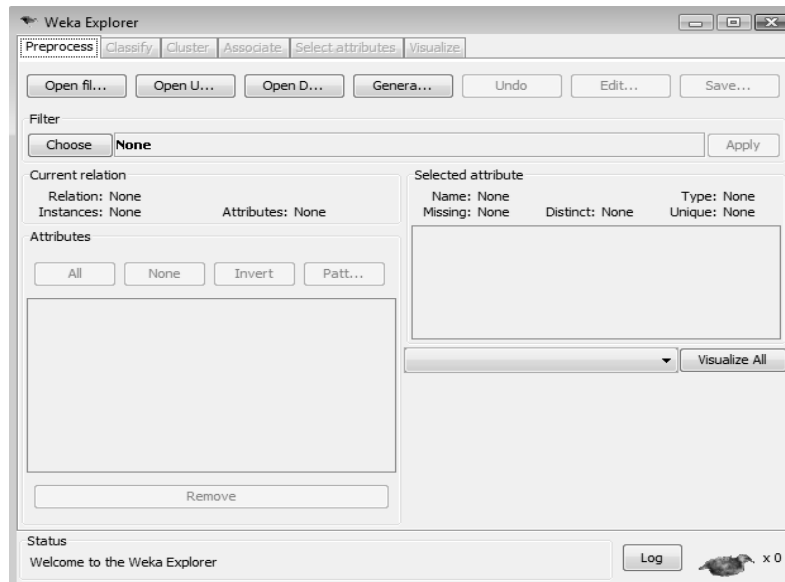 Weka Explorer
Preprocess Classify Cluster Associate Select attributes Visualize
Open fil... Open U... Open D... Genera... Undo Edit... Save...
Filter
Choose None Apply
Current relation
Relation: None
Instances: None Attributes: None
Selected attribute
Name: None Type: None
Missing: None Distinct: None Unique: None
Attributes
All None Invert Patt...
Visualize All
Remove
Status
Welcome to the Weka Explorer
Log x 0